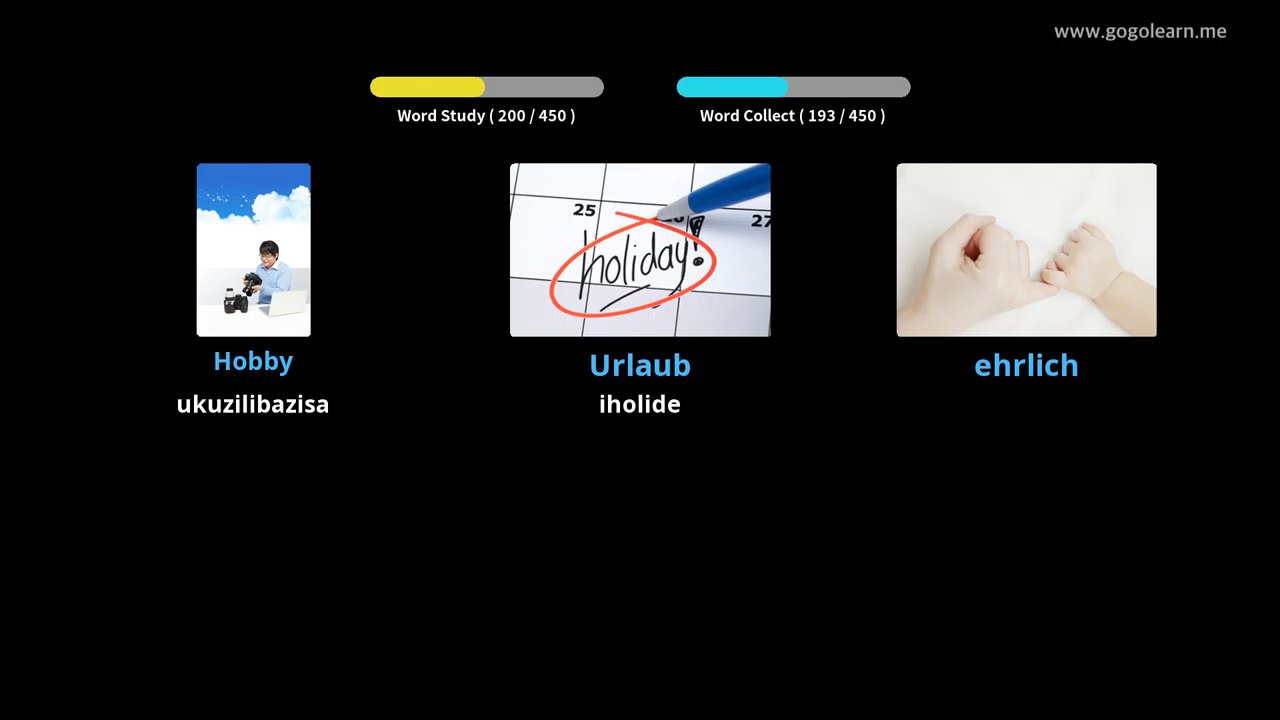 www.gogolearn.me
Word Study ( 200 / 450 )
Word Collect ( 193 / 450 )
25
27
holiday!
Hobby
Urlaub
ehrlich
ukuzilibazisa
iholide